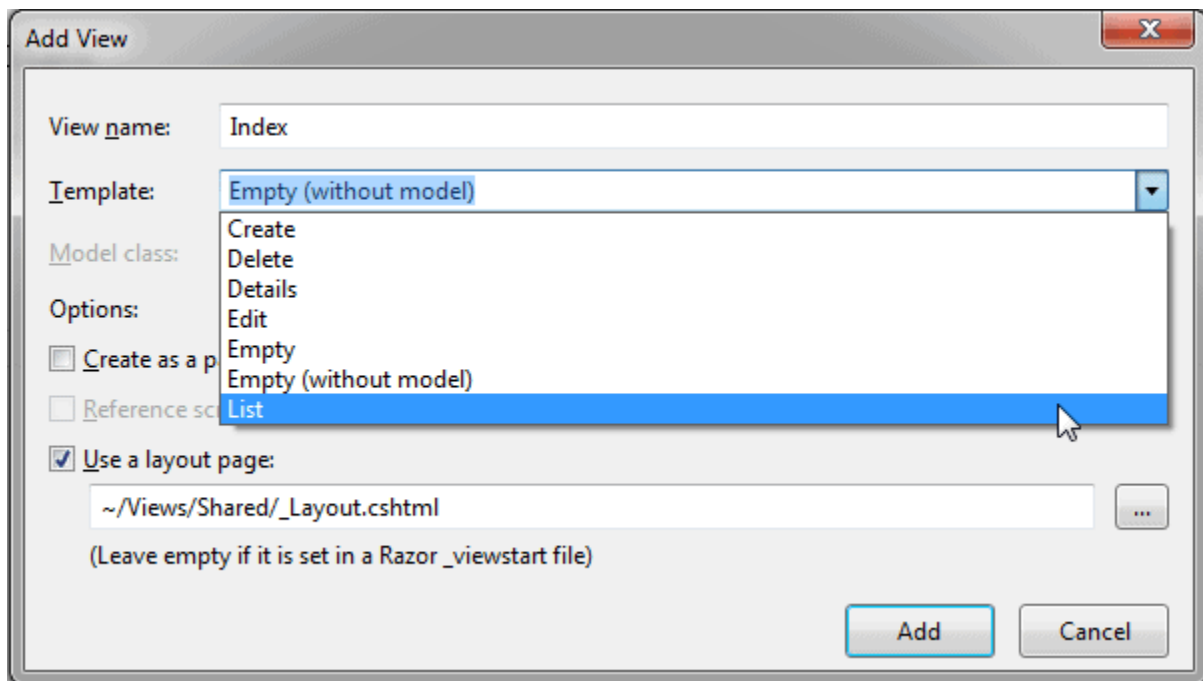 Add View
View name: Index
Template: Empty (without model)
Create
Model class:
Delete
Details
Options:
Edit
Empty
Create as a p
Empty (without model)
Reference sc
List
Use a layout page:
~/Views/Shared/_Layout.cshtml
...
(Leave empty if it is set in a Razor _viewstart file)
Add Cancel